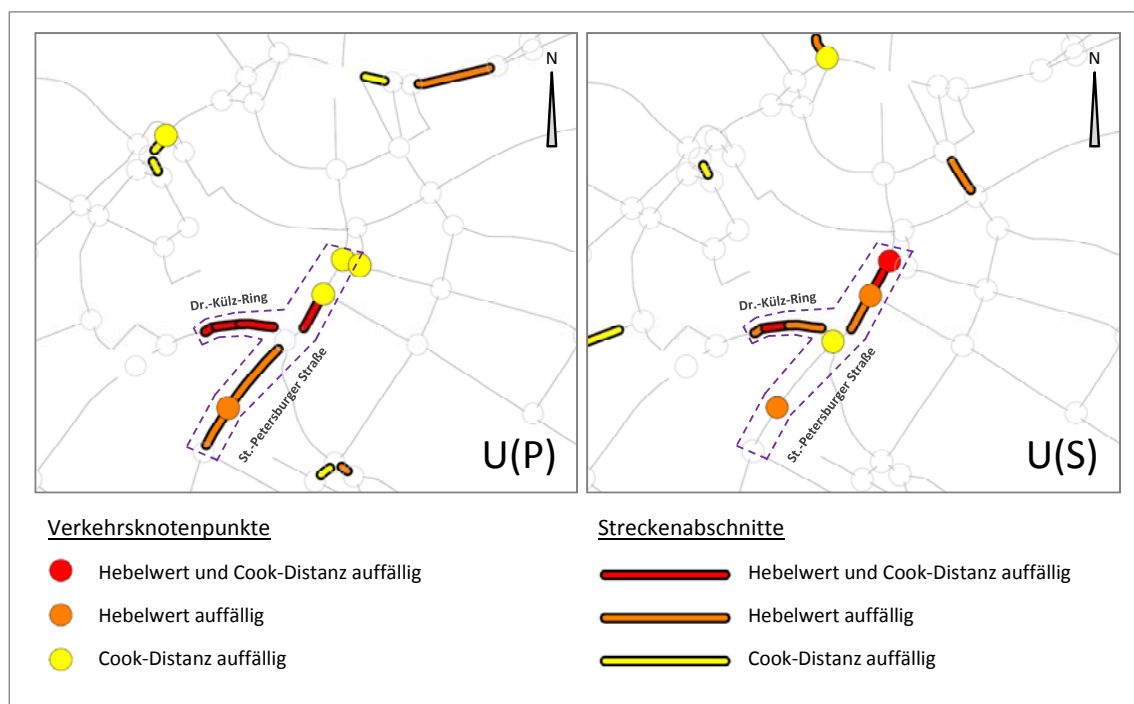 N
Dr.-Külz-Ring
St.-Petersburger Straße
U(P)
N
Dr.-Külz-Ring
St.-Petersburger Straße
U(S)
Verkehrsknotenpunkte
Hebelwert und Cook-Distanz auffällig
Hebelwert auffällig
Cook-Distanz auffällig
Streckenabschnitte
Hebelwert und Cook-Distanz auffällig
Hebelwert auffällig
Cook-Distanz auffällig